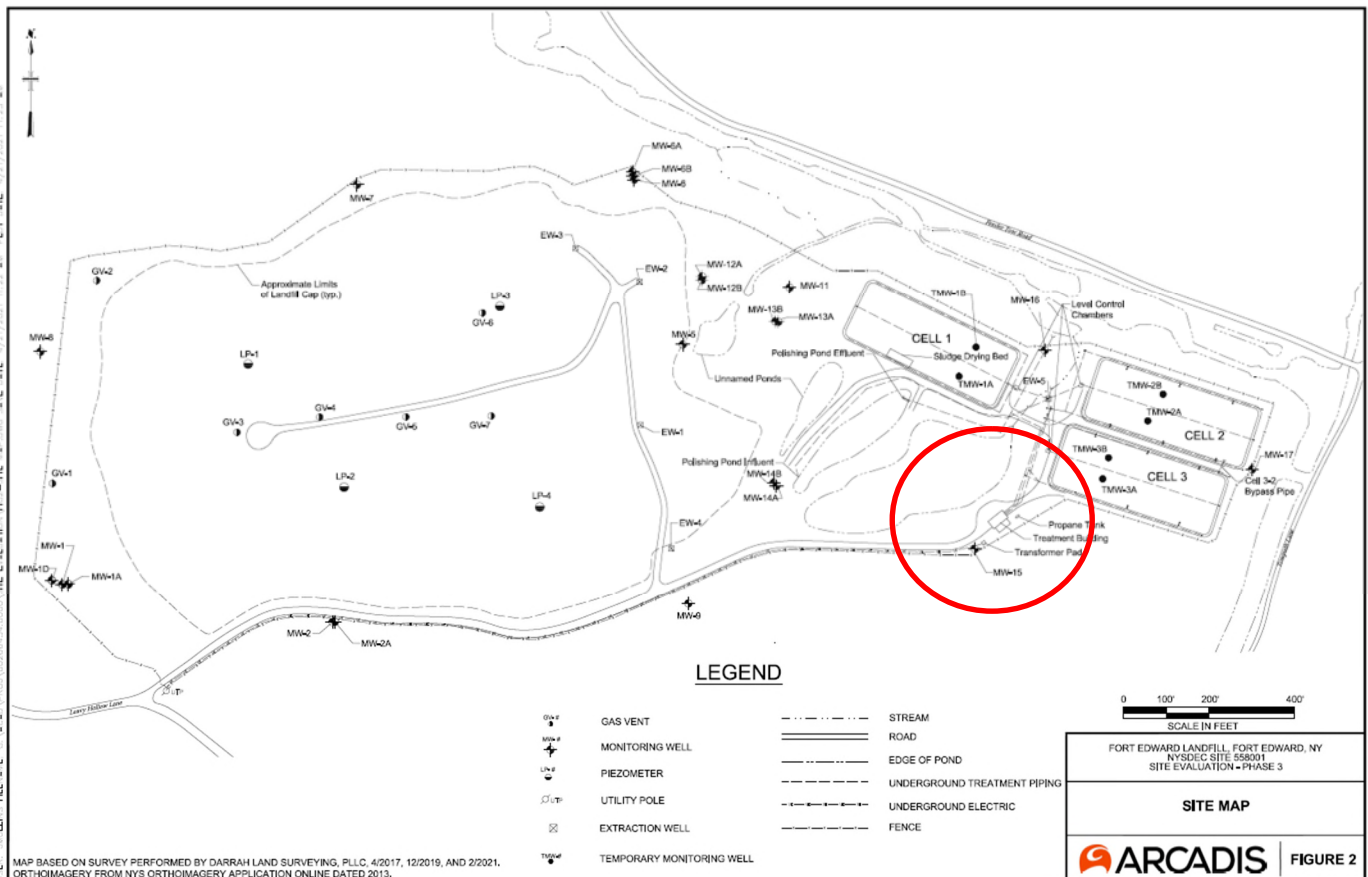 N
MW-6A
MW-6B
MW-6
MW-7
EW-3
EW-2
MW-12A
MW-12B
MW-11
GV-2
Approximate Limits
of Landfill Cap (typ.)
LP-3
GV-6
MW-13B
MW-13A
TMW-1B
MW-16
Level Control
Chambers
MW-8
LP-1
MW-5
CELL 1
Polishing Pond Effluent
Sludge Drying Bed
TMW-1A
EW-5
Unnamed Ponds
TMW-2B
TMW-2A
CELL 2
GV-3
GV-4
GV-5
GV-7
EW-1
TMW-3B
MW-17
GV-1
LP-2
Polishing Pond Influent
MW-14B
MW-14A
TMW-3A
CELL 3
Cell 3-2
Bypass Pipe
LP-4
EW-4
Propane Tank
Treatment Building
Transformer Pad
MW-15
MW-1
MW-1D
MW-1A
MW-9
MW-2
MW-2A
UTP
Leavy Hollow Lane
LEGEND
GV-#
GAS VENT
MW-#
MONITORING WELL
LP-#
PIEZOMETER
UTP
UTILITY POLE
EXTRACTION WELL
TMW-#
TEMPORARY MONITORING WELL
STREAM
ROAD
EDGE OF POND
UNDERGROUND TREATMENT PIPING
UNDERGROUND ELECTRIC
FENCE
0 100' 200' 400'
SCALE IN FEET
FORT EDWARD LANDFILL, FORT EDWARD, NY
NYSDEC SITE 558001
SITE EVALUATION - PHASE 3
SITE MAP
ARCADIS
FIGURE 2
MAP BASED ON SURVEY PERFORMED BY DARRAH LAND SURVEYING, PLLC, 4/2017, 12/2019, AND 2/2021.
ORTHOIMAGERY FROM NYS ORTHOIMAGERY APPLICATION ONLINE DATED 2013.